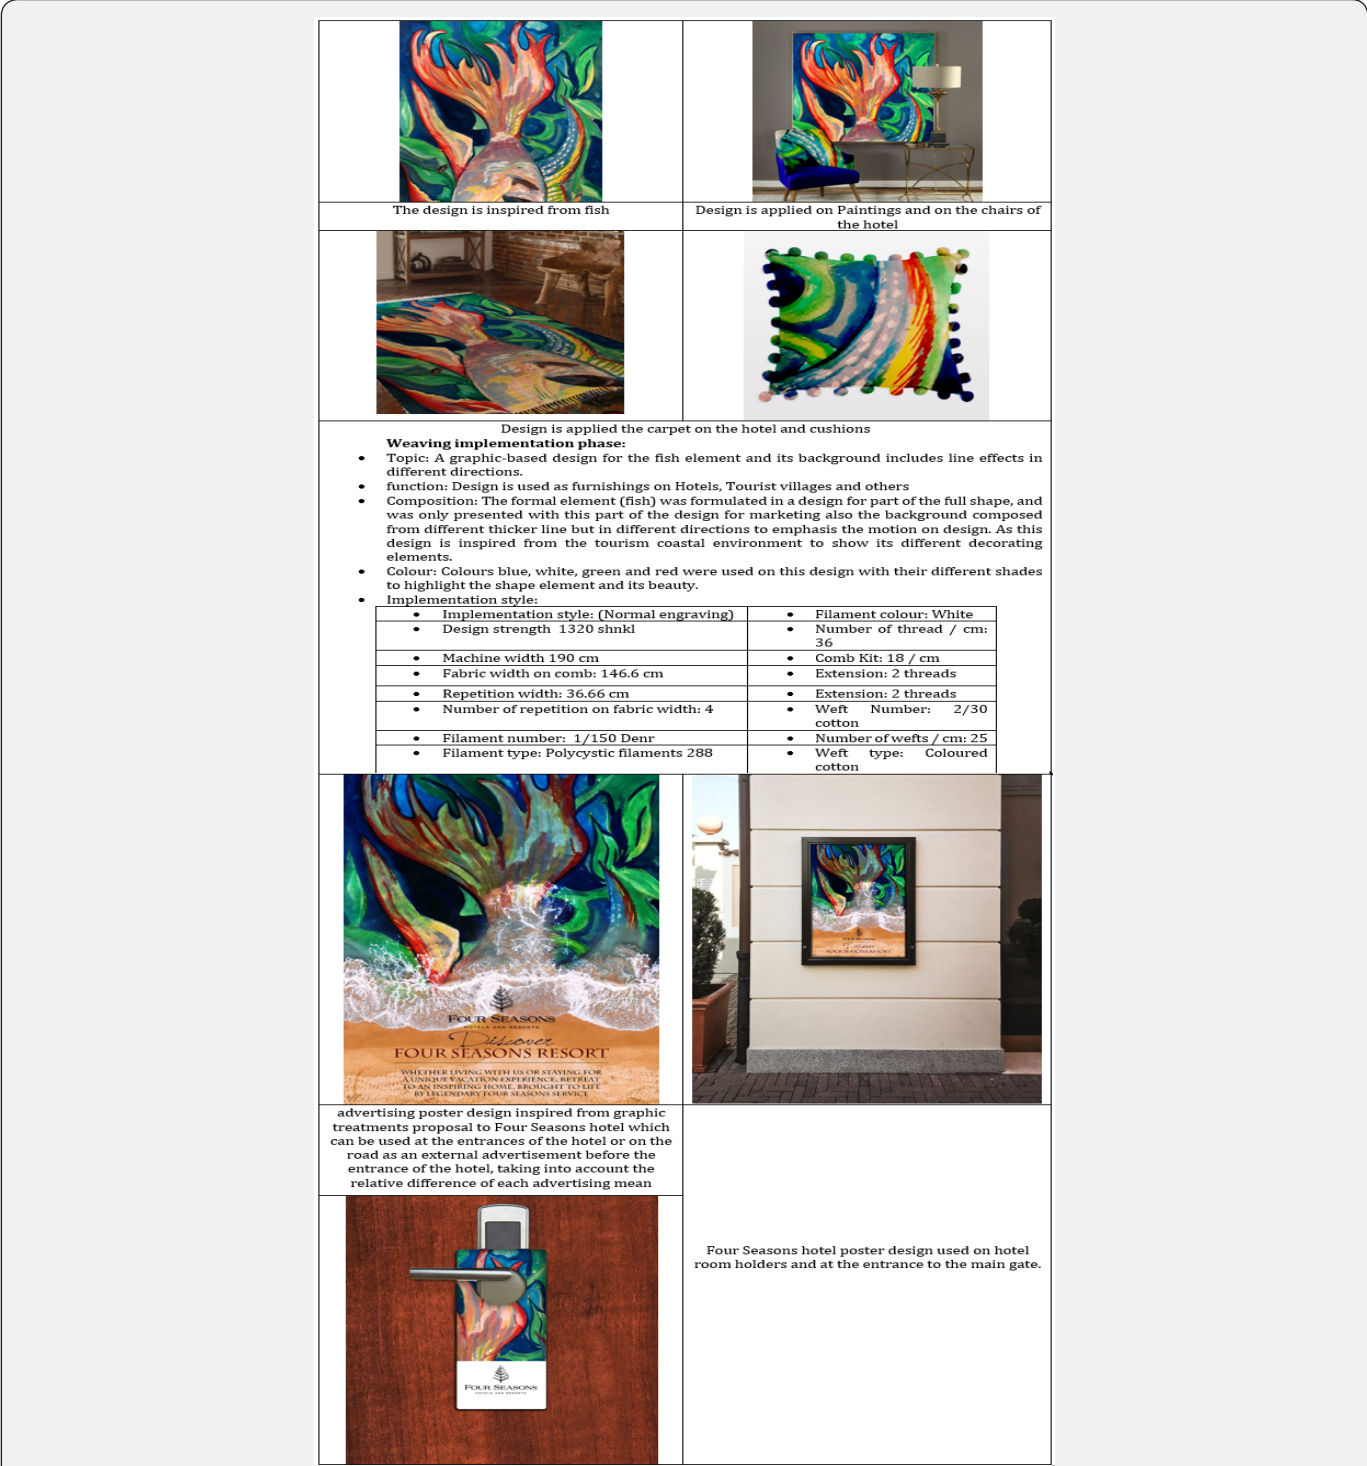 The design is inspired from fish
Design is applied on Paintings and on the chairs of
the hotel
Design is applied the carpet on the hotel and cushions
Weaving implementation phase:
• Topic: A graphic-based design for the fish element and its background includes line effects in
different directions.
• function: Design is used as furnishings on Hotels, Tourist villages and others
• Composition: The formal element (fish) was formulated in a design for part of the full shape, and
was only presented with this part of the design for marketing also the background composed
from different thicker line but in different directions to emphasis the motion on design. As this
design is inspired from the tourism coastal environment to show its different decorating
elements.
• Colour: Colours blue, white, green and red were used on this design with their different shades
to highlight the shape element and its beauty.
• Implementation style:
• Implementation style: (Normal engraving)
• Filament colour: White
• Design strength 1320 shnkl
• Number of thread / cm:
36
• Machine width 190 cm
• Comb Kit: 18 / cm
• Fabric width on comb: 146.6 cm
• Extension: 2 threads
• Repetition width: 36.66 cm
• Extension: 2 threads
• Number of repetition on fabric width: 4
• Weft Number: 2/30
cotton
• Filament number: 1/150 Denr
• Number of wefts / cm: 25
• Filament type: Polycystic filaments 288
• Weft type: Coloured
cotton
FOUR SEASONS
HOTELS AND RESORTS
Discover
FOUR SEASONS RESORT
WHETHER LIVING WITH US OR STAYING FOR
A UNIQUE VACATION EXPERIENCE, RETREAT
TO AN INSPIRING HOME, BROUGHT TO LIFE
BY LEGENDARY FOUR SEASONS SERVICE
FOUR SEASONS
FOUR SEASONS RESORT
advertising poster design inspired from graphic
treatments proposal to Four Seasons hotel which
can be used at the entrances of the hotel or on the
road as an external advertisement before the
entrance of the hotel, taking into account the
relative difference of each advertising mean
FOUR SEASONS
HOTELS AND RESORTS
Four Seasons hotel poster design used on hotel
room holders and at the entrance to the main gate.